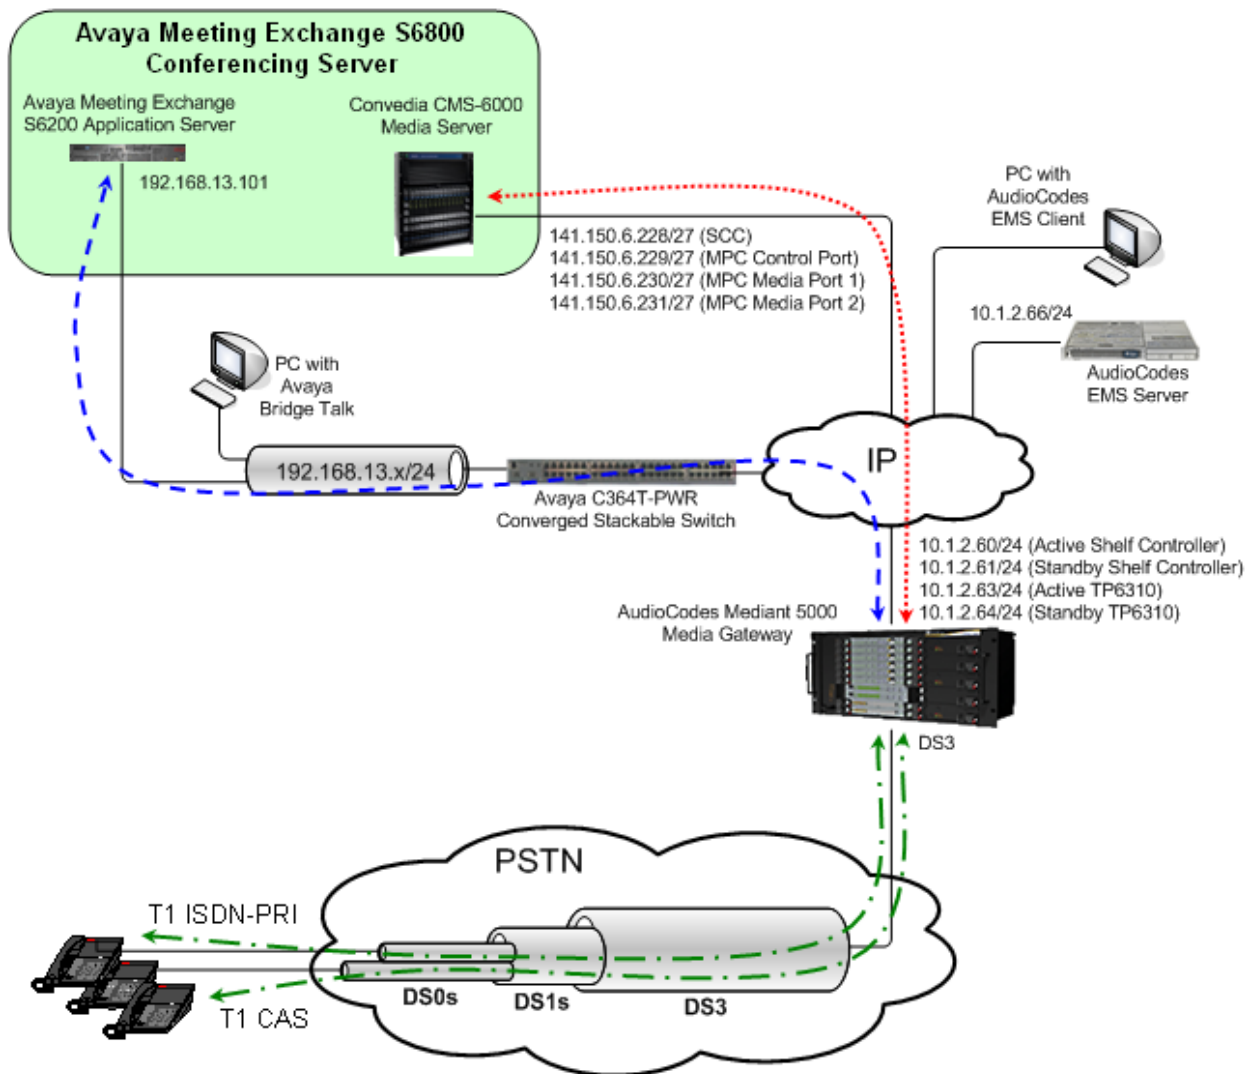 Avaya Meeting Exchange S6800
Conferencing Server
Avaya Meeting Exchange
S6200 Application Server
192.168.13.101
Convedia CMS-6000
Media Server
141.150.6.228/27 (SCC)
141.150.6.229/27 (MPC Control Port)
141.150.6.230/27 (MPC Media Port 1)
141.150.6.231/27 (MPC Media Port 2)
PC with
AudioCodes
EMS Client
10.1.2.66/24
AudioCodes
EMS Server
PC with
Avaya
Bridge Talk
192.168.13.x/24
Avaya C364T-PWR
Converged Stackable Switch
IP
10.1.2.60/24 (Active Shelf Controller)
10.1.2.61/24 (Standby Shelf Controller)
10.1.2.63/24 (Active TP6310)
10.1.2.64/24 (Standby TP6310)
AudioCodes Mediant 5000
Media Gateway
DS3
PSTN
T1 ISDN-PRI
T1 CAS
DS0s
DS1s
DS3